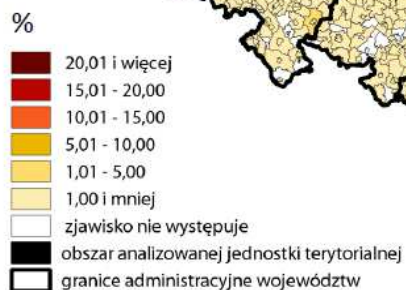 %
20,01 i więcej
15,01 - 20,00
10,01 - 15,00
5,01 - 10,00
1,01 - 5,00
1,00 i mniej
zjawisko nie występuje
obszar analizowanej jednostki terytorialnej
granice administracyjne województw